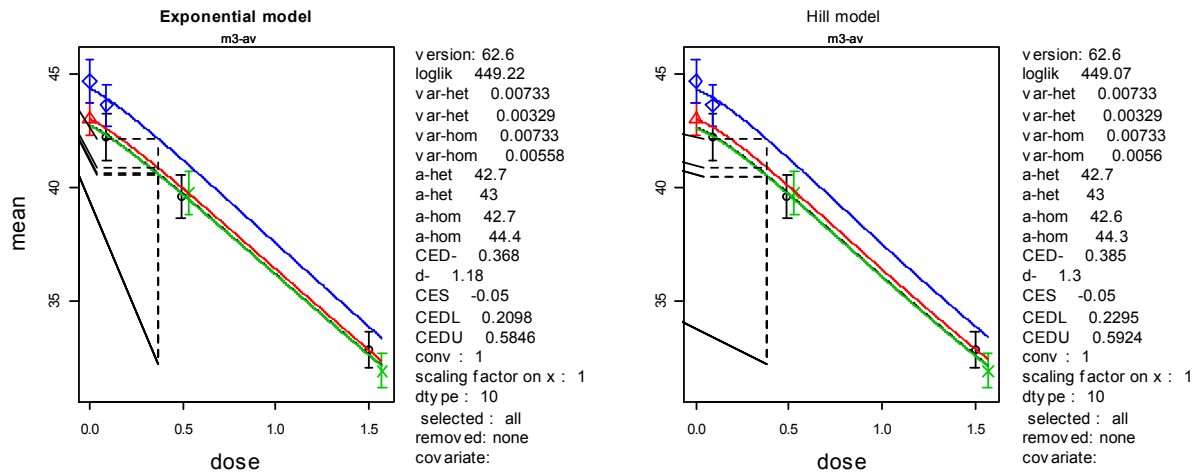 Exponential model
m3-av
45
40
35
mean
0.0 0.5 1.0 1.5
dose
version: 62.6
loglik 449.22
var-het 0.00733
var-het 0.00329
var-hom 0.00733
var-hom 0.00558
a-het 42.7
a-het 43
a-hom 42.7
a-hom 44.4
CED- 0.368
d- 1.18
CES -0.05
CEDL 0.2098
CEDU 0.5846
conv : 1
scaling factor on x : 1
dtype : 10
selected : all
removed: none
covariate:
Hill model
m3-av
45
40
35
0.0 0.5 1.0 1.5
dose
version: 62.6
loglik 449.07
var-het 0.00733
var-het 0.00329
var-hom 0.00733
var-hom 0.0056
a-het 42.7
a-het 43
a-hom 42.6
a-hom 44.3
CED- 0.385
d- 1.3
CES -0.05
CEDL 0.2295
CEDU 0.5924
conv : 1
scaling factor on x : 1
dtype : 10
selected : all
removed: none
covariate: